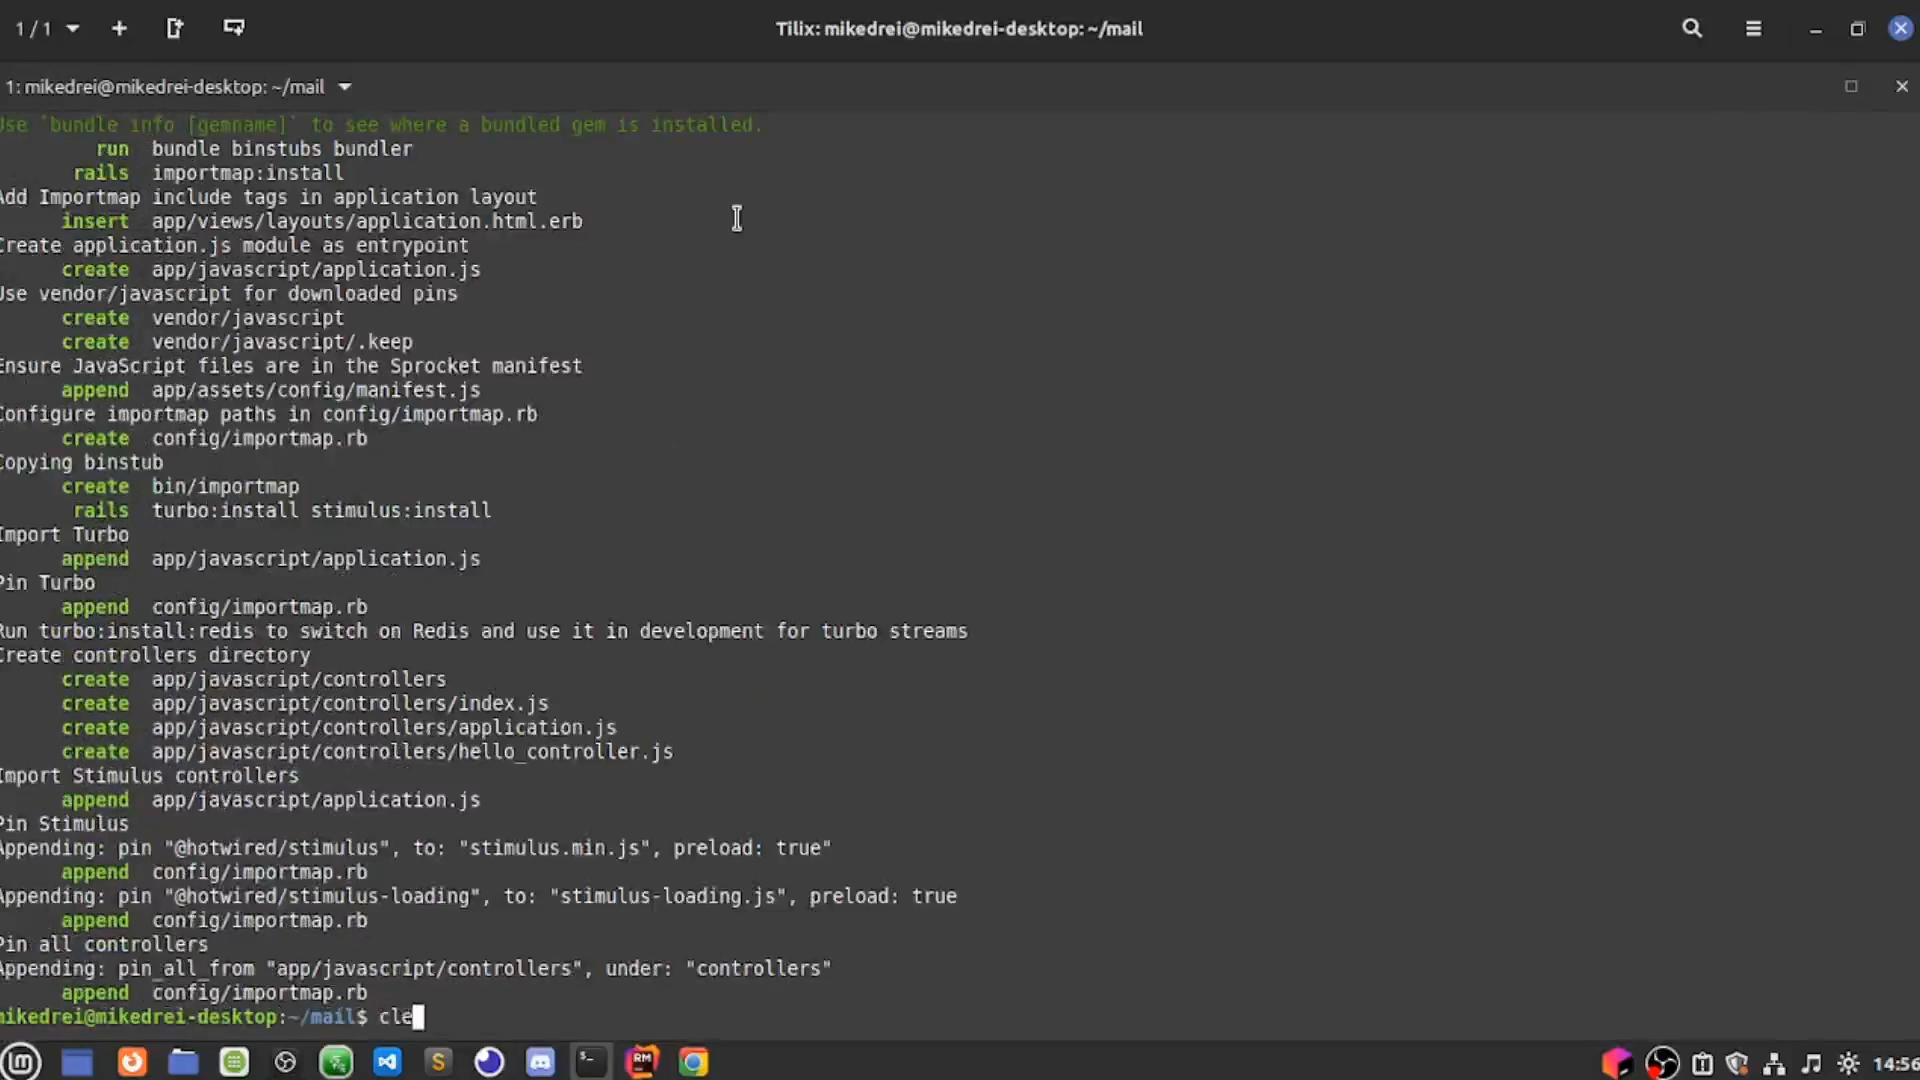 1 / 1
Tilix: mikedrei@mikedrei-desktop: ~/mail
1: mikedrei@mikedrei-desktop: ~/mail
Use `bundle info [gemname]` to see where a bundled gem is installed.
run bundle binstubs bundler
rails importmap:install
Add Importmap include tags in application layout
insert app/views/layouts/application.html.erb
Create application.js module as entrypoint
create app/javascript/application.js
Use vendor/javascript for downloaded pins
create vendor/javascript
create vendor/javascript/.keep
Ensure JavaScript files are in the Sprocket manifest
append app/assets/config/manifest.js
Configure importmap paths in config/importmap.rb
create config/importmap.rb
Copying binstub
create bin/importmap
rails turbo:install stimulus:install
Import Turbo
append app/javascript/application.js
Pin Turbo
append config/importmap.rb
Run turbo:install:redis to switch on Redis and use it in development for turbo streams
Create controllers directory
create app/javascript/controllers
create app/javascript/controllers/index.js
create app/javascript/controllers/application.js
create app/javascript/controllers/hello_controller.js
Import Stimulus controllers
append app/javascript/application.js
Pin Stimulus
Appending: pin "@hotwired/stimulus", to: "stimulus.min.js", preload: true"
append config/importmap.rb
Appending: pin "@hotwired/stimulus-loading", to: "stimulus-loading.js", preload: true
append config/importmap.rb
Pin all controllers
Appending: pin_all_from "app/javascript/controllers", under: "controllers"
append config/importmap.rb
mikedrei@mikedrei-desktop:~/mail$ cle
14:56